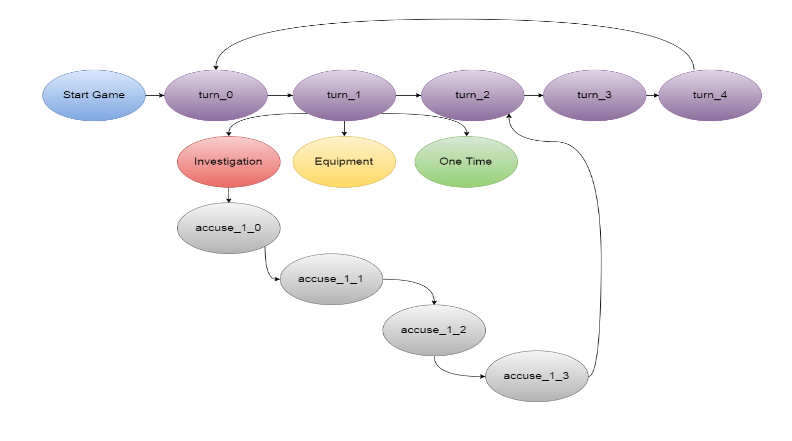 Start Game
turn_0
turn_1
turn_2
turn_3
turn_4
Investigation
Equipment
One Time
accuse_1_0
accuse_1_1
accuse_1_2
accuse_1_3